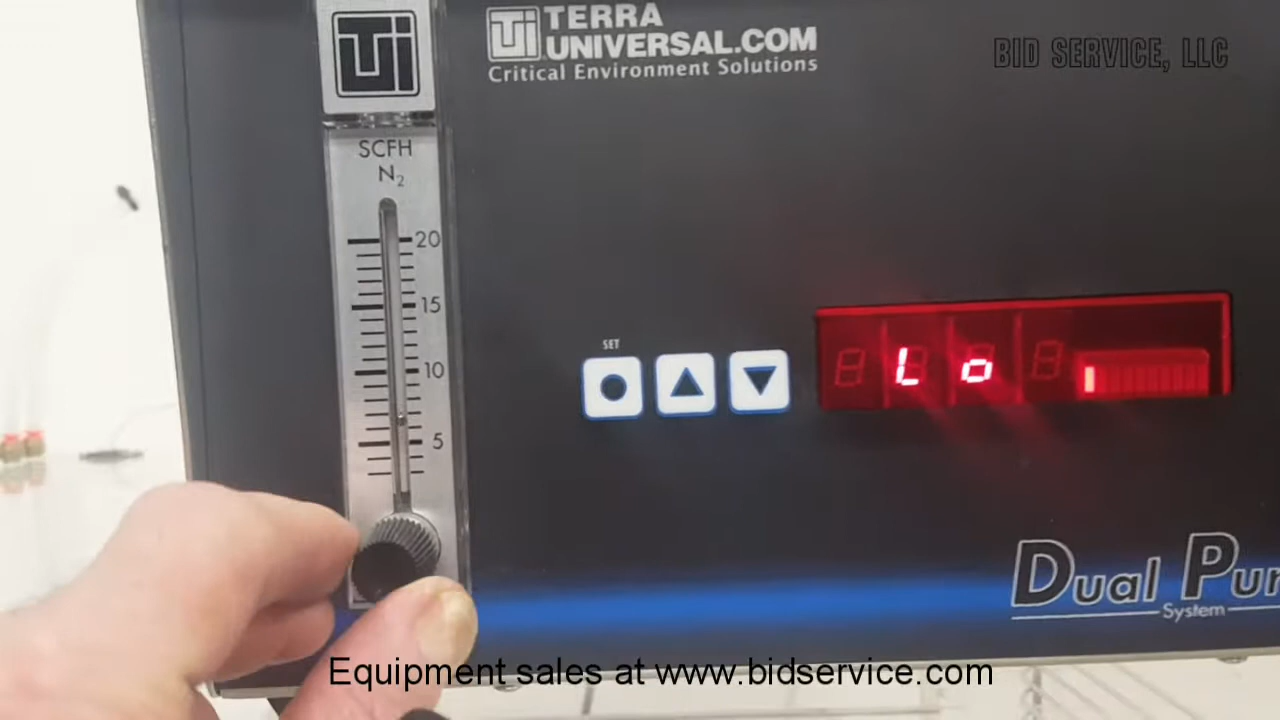 TERRA
UNIVERSAL.COM
Critical Environment Solutions
BID SERVICE, LLC
SCFH
N₂
20
15
10
5
SET
Lo
Dual Pur
System
Equipment sales at www.bidservice.com